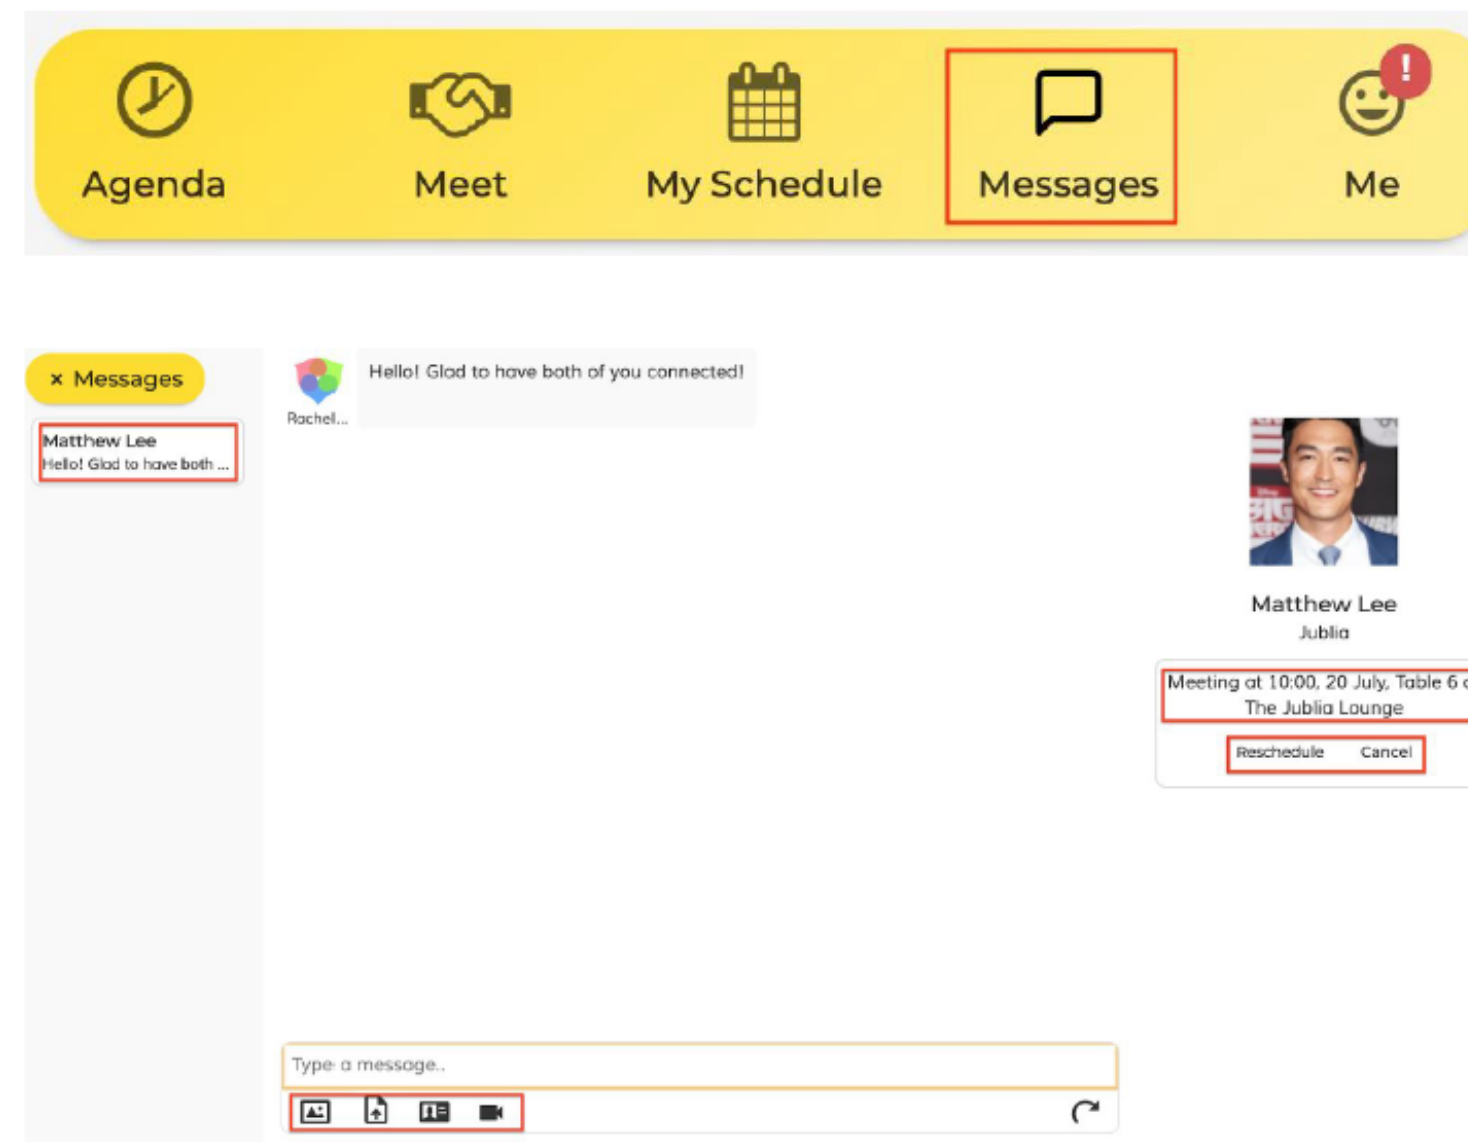 !
Agenda
Meet
My Schedule
Messages
Me
× Messages
Matthew Lee
Hello! Glad to have both ...
Rachel...
Hello! Glad to have both of you connected!
Matthew Lee
Jublia
Meeting at 10:00, 20 July, Table 6
The Jublia Lounge
Reschedule
Cancel
Type a message..